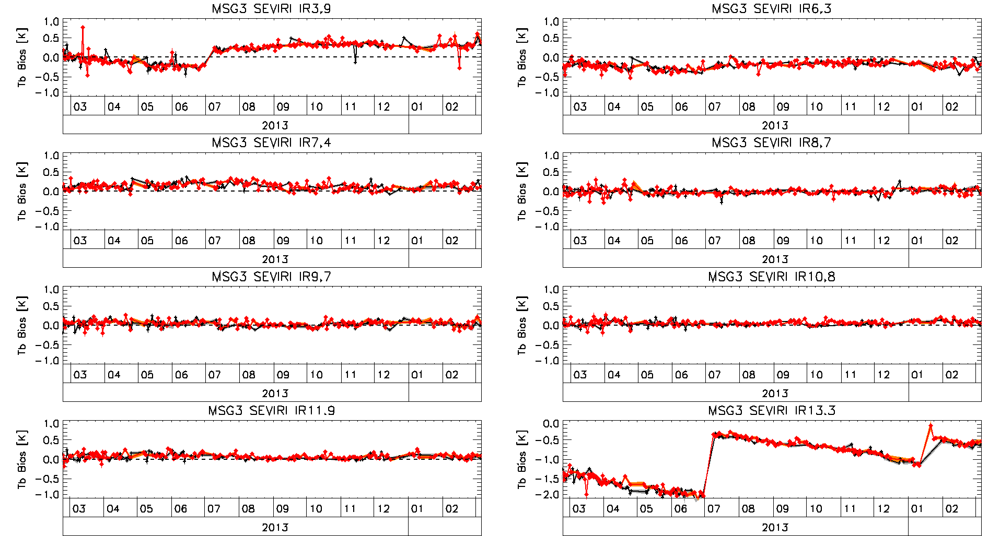 MSG3 SEVIRI IR3.9
1.0
0.5
0.0
-0.5
-1.0
Tb Bias [K]
03 04 05 06 07 08 09 10 11 12 01 02
2013
MSG3 SEVIRI IR6.3
1.0
0.5
0.0
-0.5
-1.0
Tb Bias [K]
03 04 05 06 07 08 09 10 11 12 01 02
2013
MSG3 SEVIRI IR7.4
1.0
0.5
0.0
-0.5
-1.0
Tb Bias [K]
03 04 05 06 07 08 09 10 11 12 01 02
2013
MSG3 SEVIRI IR8.7
1.0
0.5
0.0
-0.5
-1.0
Tb Bias [K]
03 04 05 06 07 08 09 10 11 12 01 02
2013
MSG3 SEVIRI IR9.7
1.0
0.5
0.0
-0.5
-1.0
Tb Bias [K]
03 04 05 06 07 08 09 10 11 12 01 02
2013
MSG3 SEVIRI IR10.8
1.0
0.5
0.0
-0.5
-1.0
Tb Bias [K]
03 04 05 06 07 08 09 10 11 12 01 02
2013
MSG3 SEVIRI IR11.9
1.0
0.5
0.0
-0.5
-1.0
Tb Bias [K]
03 04 05 06 07 08 09 10 11 12 01 02
2013
MSG3 SEVIRI IR13.3
0.0
-0.5
-1.0
-1.5
-2.0
Tb Bias [K]
03 04 05 06 07 08 09 10 11 12 01 02
2013